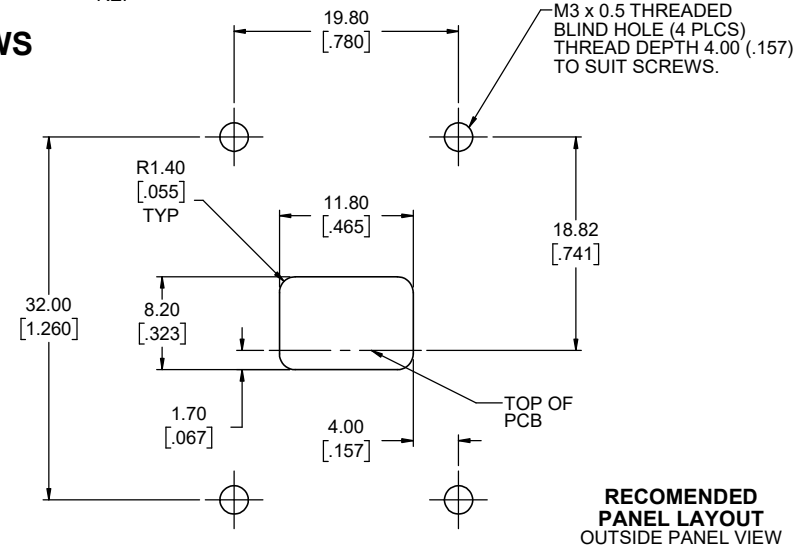 WS
19.80
[.780]
M3 x 0.5 THREADED
BLIND HOLE (4 PLCS)
THREAD DEPTH 4.00 (.157)
TO SUIT SCREWS.
R1.40
[.055]
TYP
11.80
[.465]
18.82
[.741]
32.00
[1.260]
8.20
[.323]
1.70
[.067]
4.00
[.157]
TOP OF
PCB
RECOMENDED
PANEL LAYOUT
OUTSIDE PANEL VIEW